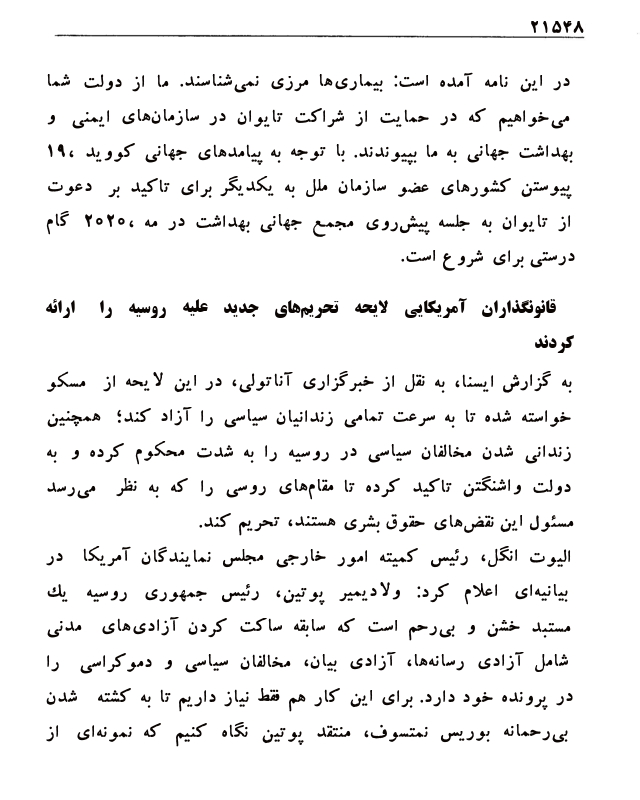 ۲۱۵۴۸
در این نامه آمده است: بیماری‌ها مرزی نمی‌شناسند. ما از دولت شما
می‌خواهیم که در حمایت از شراکت تایوان در سازمان‌های ایمنی و
بهداشت جهانی به ما بپیوندند. با توجه به پیامدهای جهانی کووید ،۱۹
پیوستن کشورهای عضو سازمان ملل به یکدیگر برای تاکید بر دعوت
از تایوان به جلسه پیش‌روی مجمع جهانی بهداشت در مه ،۲۰۲۰ گام
درستی برای شروع است.
قانونگذاران آمریکایی لایحه تحریم‌های جدید علیه روسیه را ارائه
کردند
به گزارش ایسنا، به نقل از خبرگزاری آناتولی، در این لایحه از مسکو
خواسته شده تا به سرعت تمامی زندانیان سیاسی را آزاد کند؛ همچنین
زندانی شدن مخالفان سیاسی در روسیه را به شدت محکوم کرده و به
دولت واشنگتن تاکید کرده تا مقام‌های روسی را که به نظر می‌رسد
مسئول این نقض‌های حقوق بشری هستند، تحریم کند.
الیوت انگل، رئیس کمیته امور خارجی مجلس نمایندگان آمریکا در
بیانیه‌ای اعلام کرد: ولادیمیر پوتین، رئیس جمهوری روسیه یك
مستبد خشن و بی‌رحم است که سابقه ساکت کردن آزادی‌های مدنی
شامل آزادی رسانه‌ها، آزادی بیان، مخالفان سیاسی و دموکراسی را
در پرونده خود دارد. برای این کار هم فقط نیاز داریم تا به کشته شدن
بی‌رحمانه بوریس نمتسوف، منتقد پوتین نگاه کنیم که نمونه‌ای از